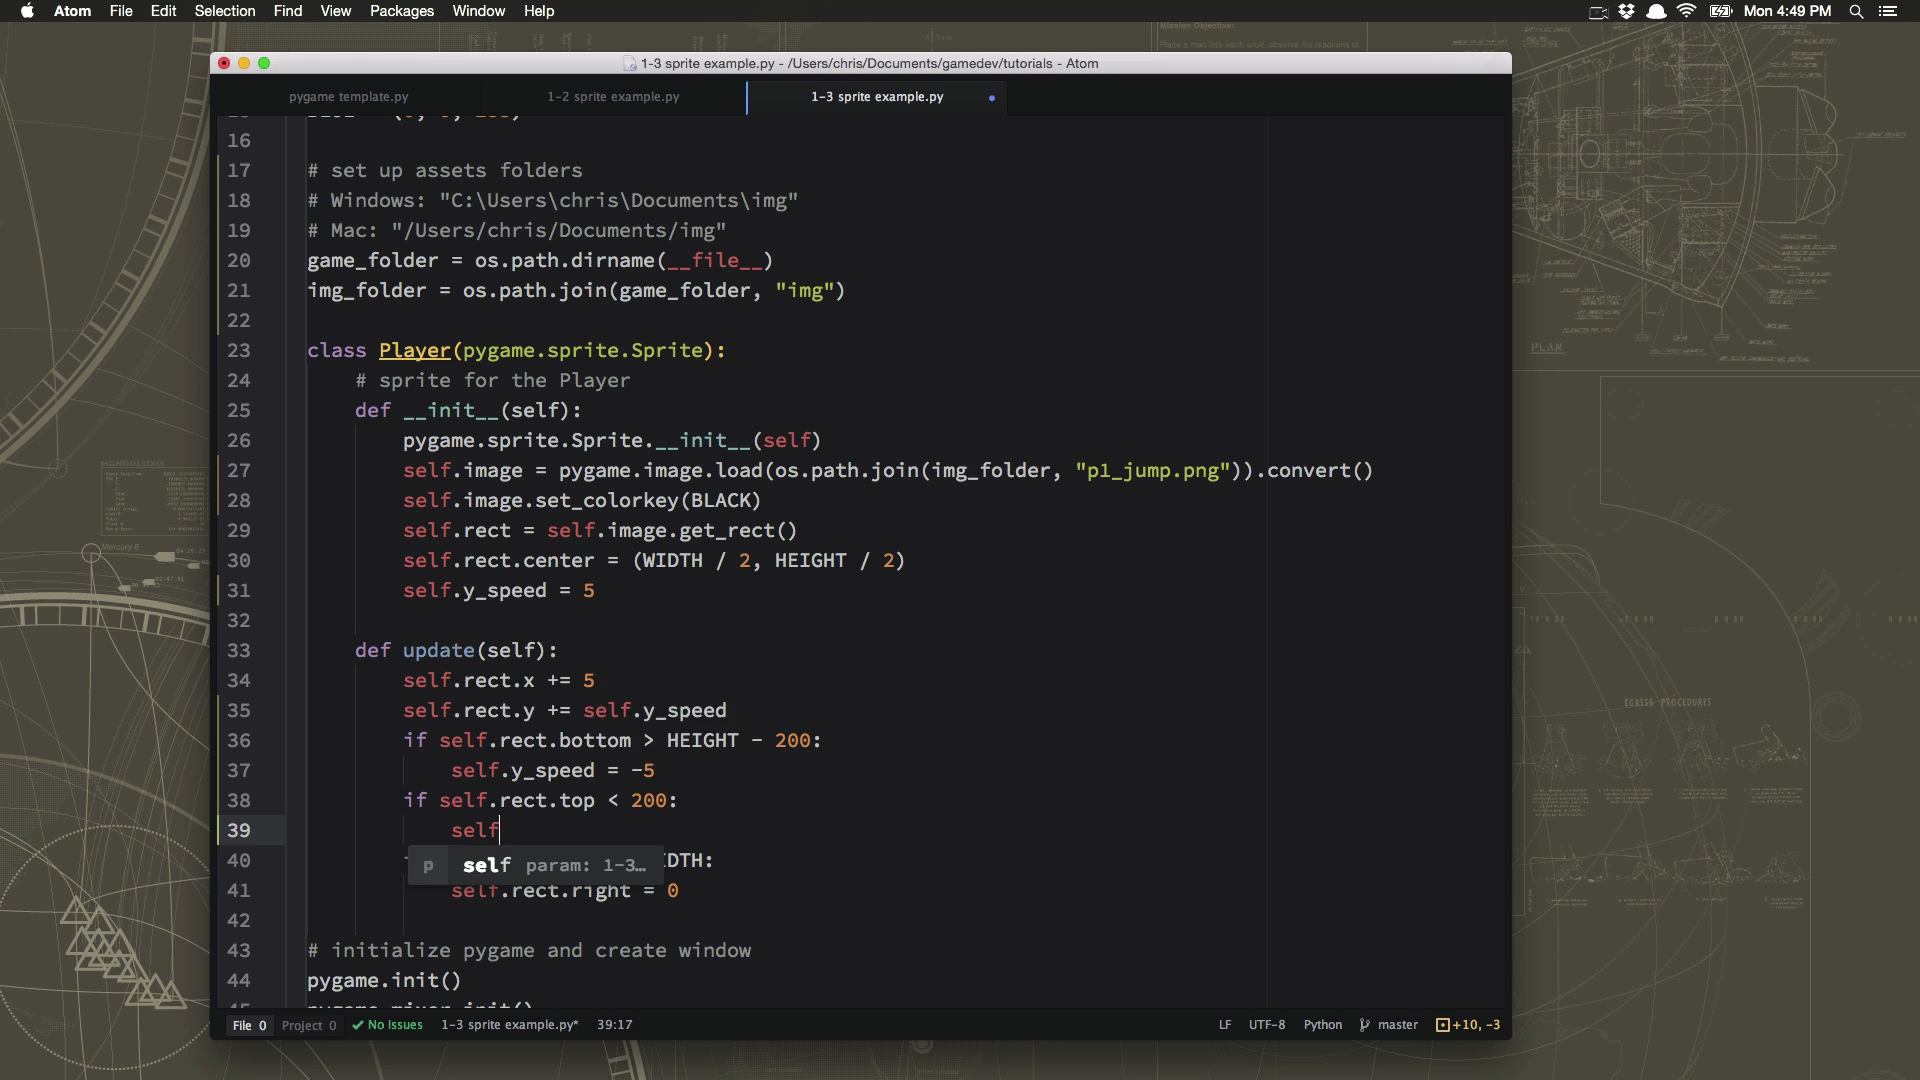 Atom File Edit Selection Find View Packages Window Help Mon 4:49 PM
Mission Objective:
1-3 sprite example.py - /Users/chris/Documents/gamedev/tutorials - Atom
pygame template.py 1-2 sprite example.py 1-3 sprite example.py
16
17 # set up assets folders
18 # Windows: "C:\Users\chris\Documents\img"
19 # Mac: "/Users/chris/Documents/img"
20 game_folder = os.path.dirname(__file__)
21 img_folder = os.path.join(game_folder, "img")
22
23 class Player(pygame.sprite.Sprite):
24 # sprite for the Player
25 def __init__(self):
26 pygame.sprite.Sprite.__init__(self)
27 self.image = pygame.image.load(os.path.join(img_folder, "p1_jump.png")).convert()
28 self.image.set_colorkey(BLACK)
29 self.rect = self.image.get_rect()
30 self.rect.center = (WIDTH / 2, HEIGHT / 2)
31 self.y_speed = 5
32
33 def update(self):
34 self.rect.x += 5
35 self.rect.y += self.y_speed
36 if self.rect.bottom > HEIGHT - 200:
37 self.y_speed = -5
38 if self.rect.top < 200:
39 self
p self param: 1-3…
40 DTH:
41 self.rect.right = 0
42
43 # initialize pygame and create window
44 pygame.init()
File 0 Project 0 No Issues 1-3 sprite example.py* 39:17 LF UTF-8 Python master +10, -3
PLAN
EGRESS PROCEDURES
Mercury 6